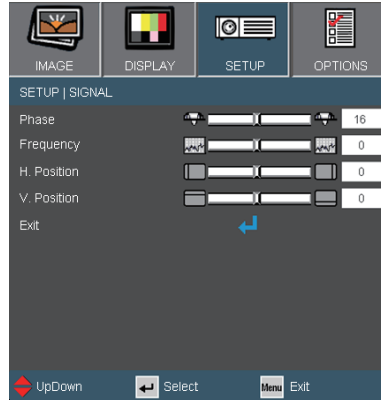 IMAGE DISPLAY SETUP OPTIONS
SETUP | SIGNAL
Phase 16
Frequency 0
H. Position 0
V. Position 0
Exit
UpDown Select Menu Exit